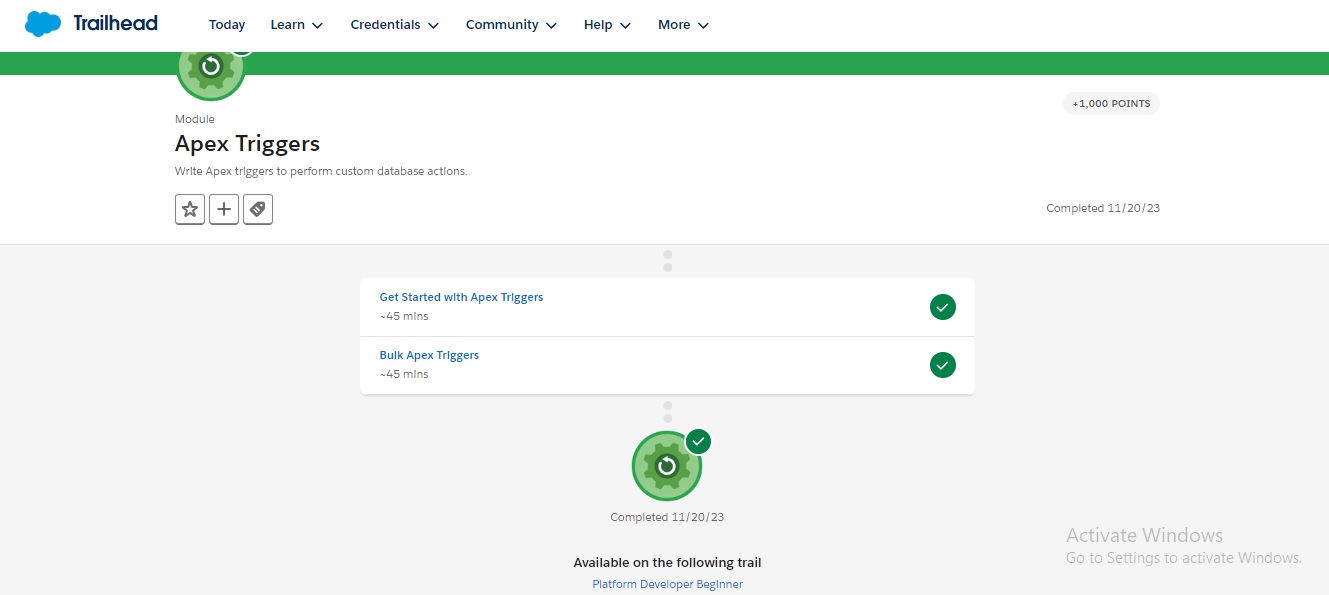 Trailhead
Today Learn Credentials Community Help More
+1,000 POINTS
Module
Apex Triggers
Write Apex triggers to perform custom database actions.
Completed 11/20/23
Get Started with Apex Triggers
~45 mins
Bulk Apex Triggers
~45 mins
Completed 11/20/23
Available on the following trail
Platform Developer Beginner
Activate Windows
Go to Settings to activate Windows.